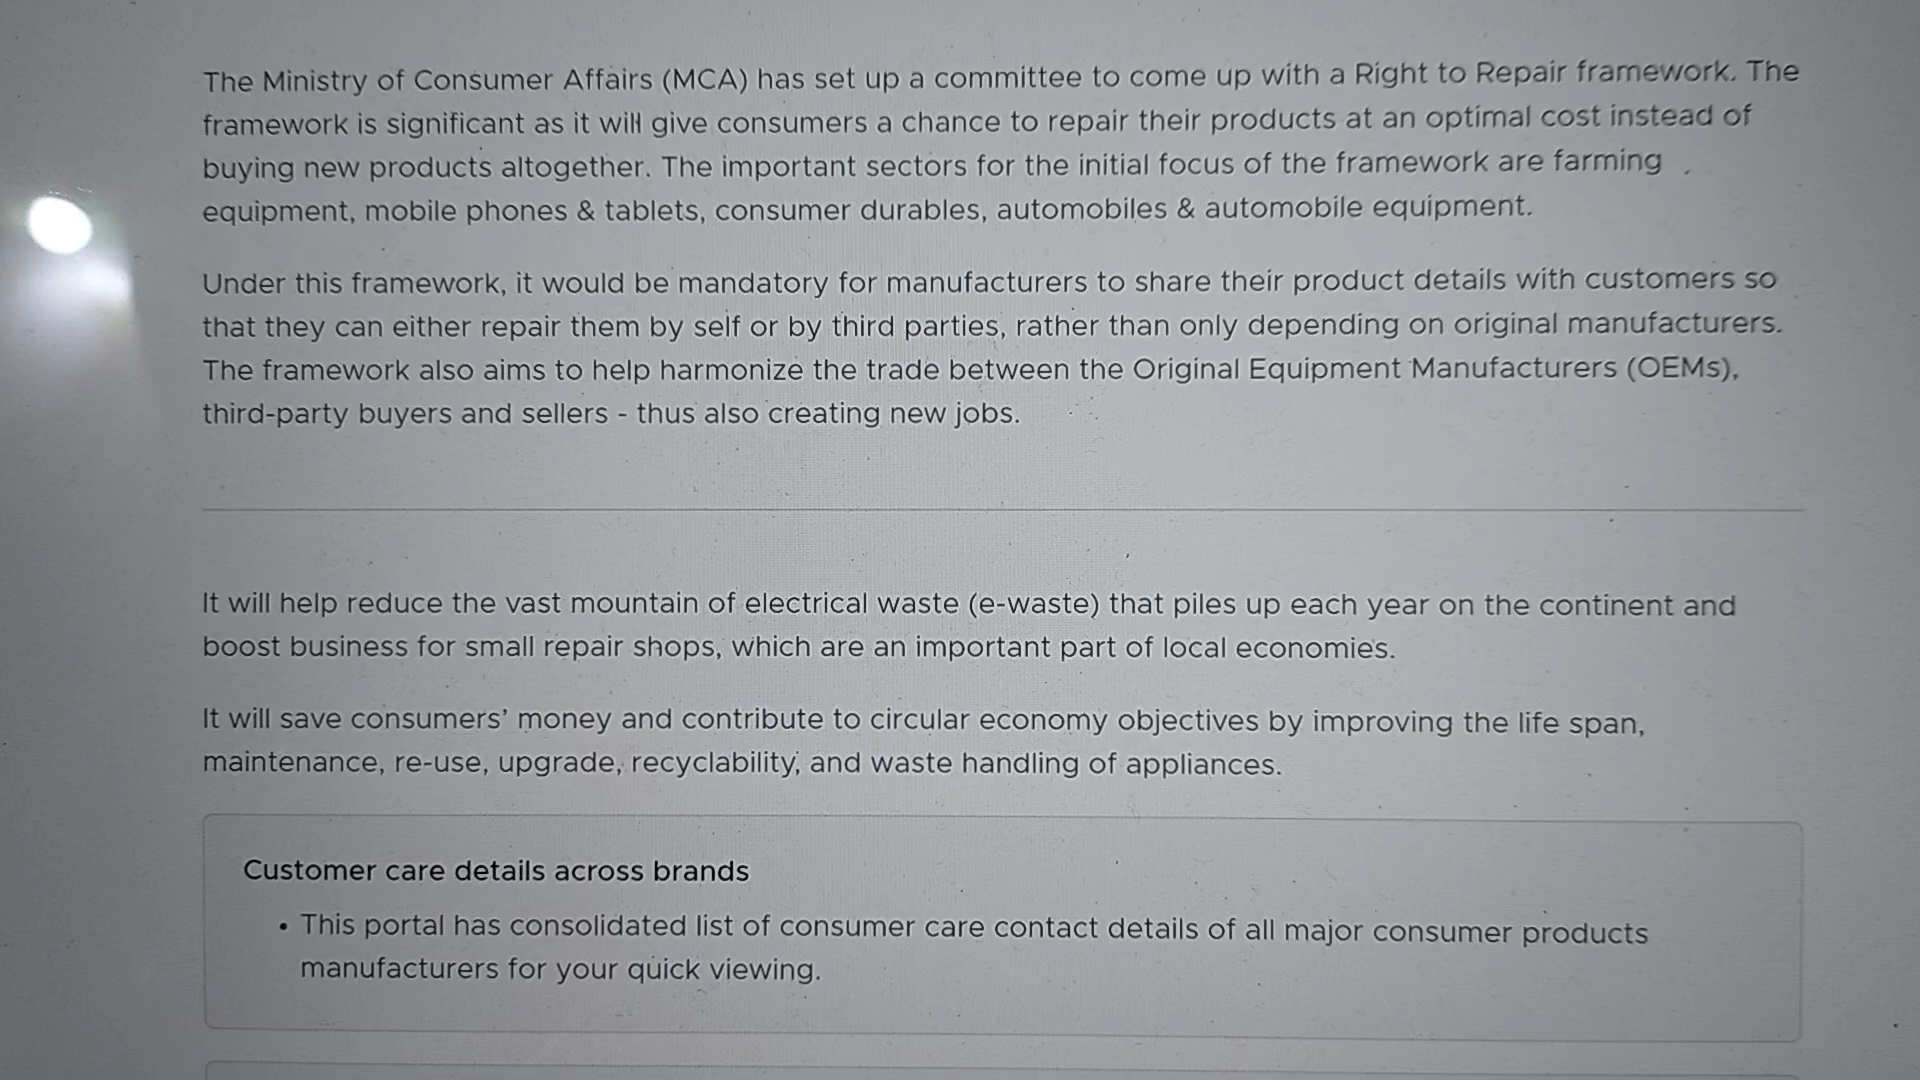 The Ministry of Consumer Affairs (MCA) has set up a committee to come up with a Right to Repair framework. The
framework is significant as it will give consumers a chance to repair their products at an optimal cost instead of
buying new products altogether. The important sectors for the initial focus of the framework are farming
equipment, mobile phones & tablets, consumer durables, automobiles & automobile equipment.
Under this framework, it would be mandatory for manufacturers to share their product details with customers so
that they can either repair them by self or by third parties, rather than only depending on original manufacturers.
The framework also aims to help harmonize the trade between the Original Equipment Manufacturers (OEMs),
third-party buyers and sellers - thus also creating new jobs.
It will help reduce the vast mountain of electrical waste (e-waste) that piles up each year on the continent and
boost business for small repair shops, which are an important part of local economies.
It will save consumers’ money and contribute to circular economy objectives by improving the life span,
maintenance, re-use, upgrade, recyclability, and waste handling of appliances.
Customer care details across brands
• This portal has consolidated list of consumer care contact details of all major consumer products
manufacturers for your quick viewing.